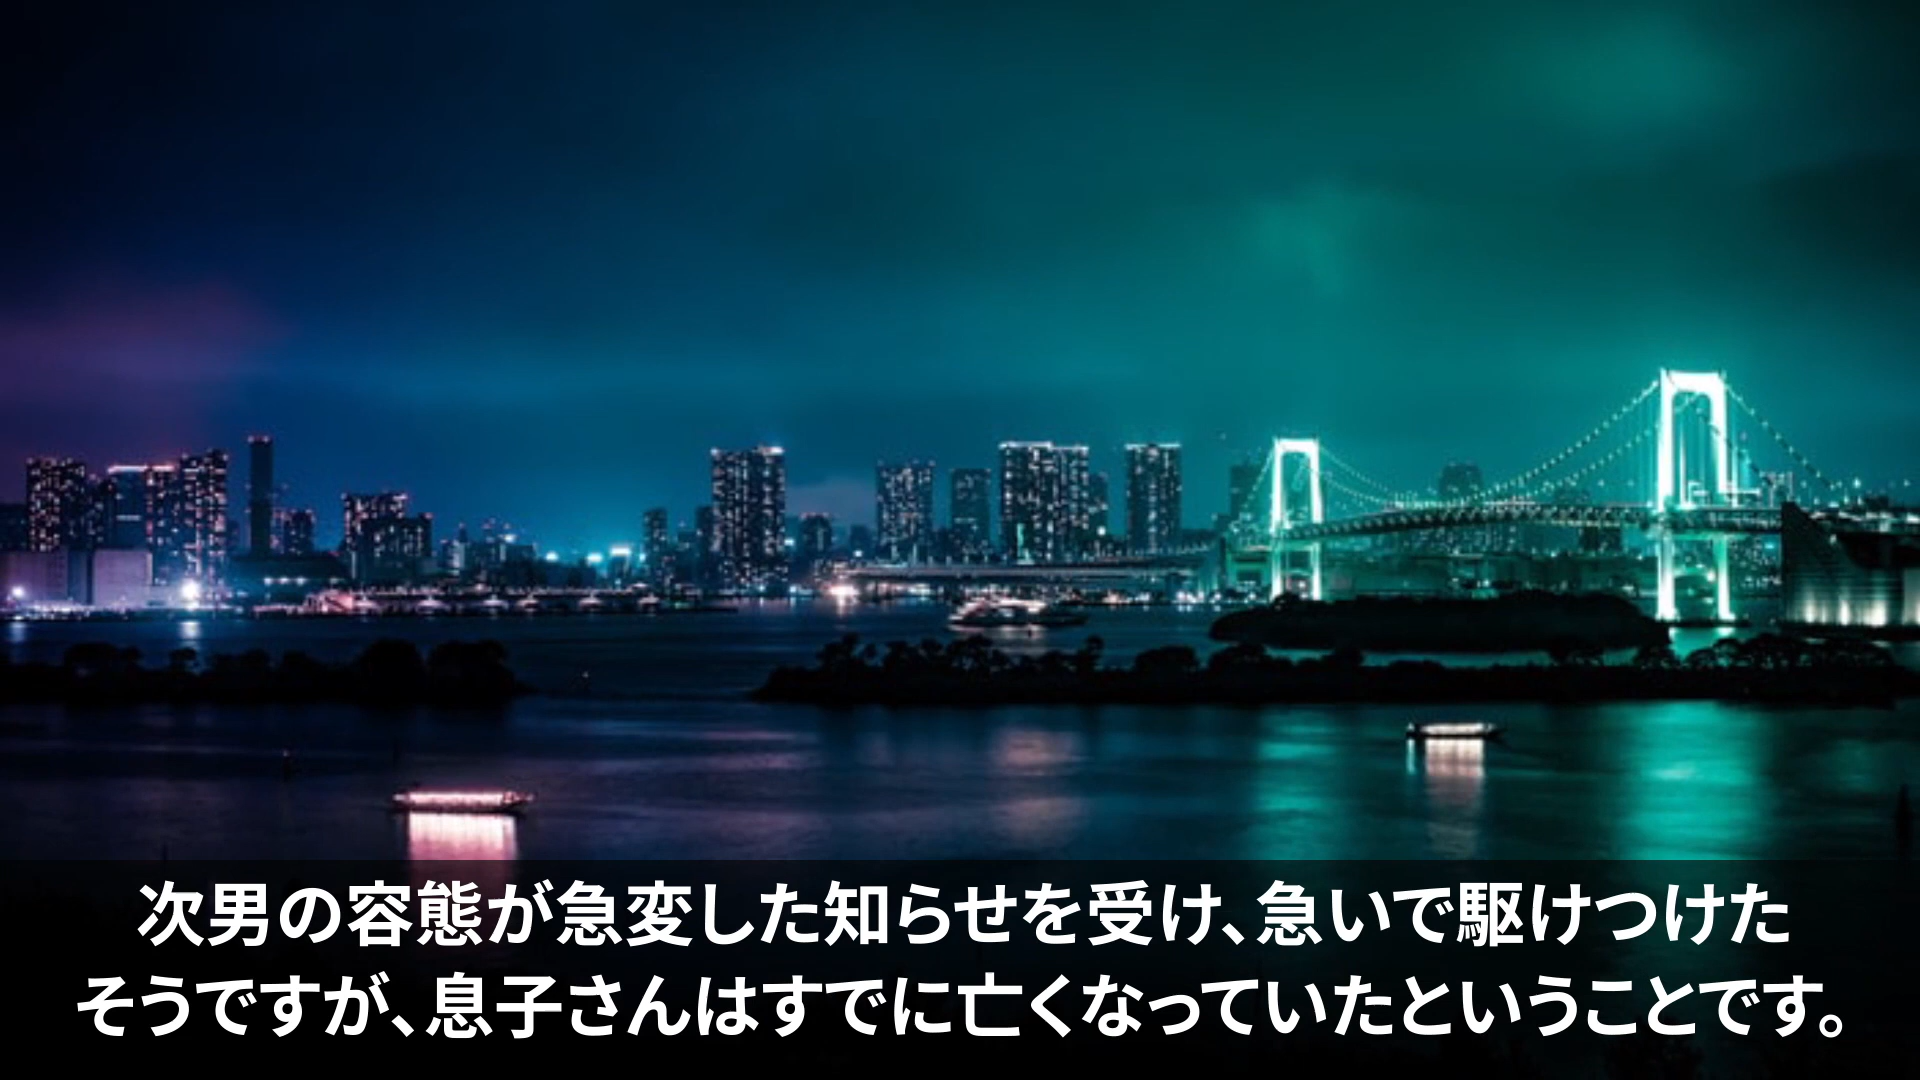 次男の容態が急変した知らせを受け、急いで駆けつけた
そうですが、息子さんはすでに亡くなっていたということです。